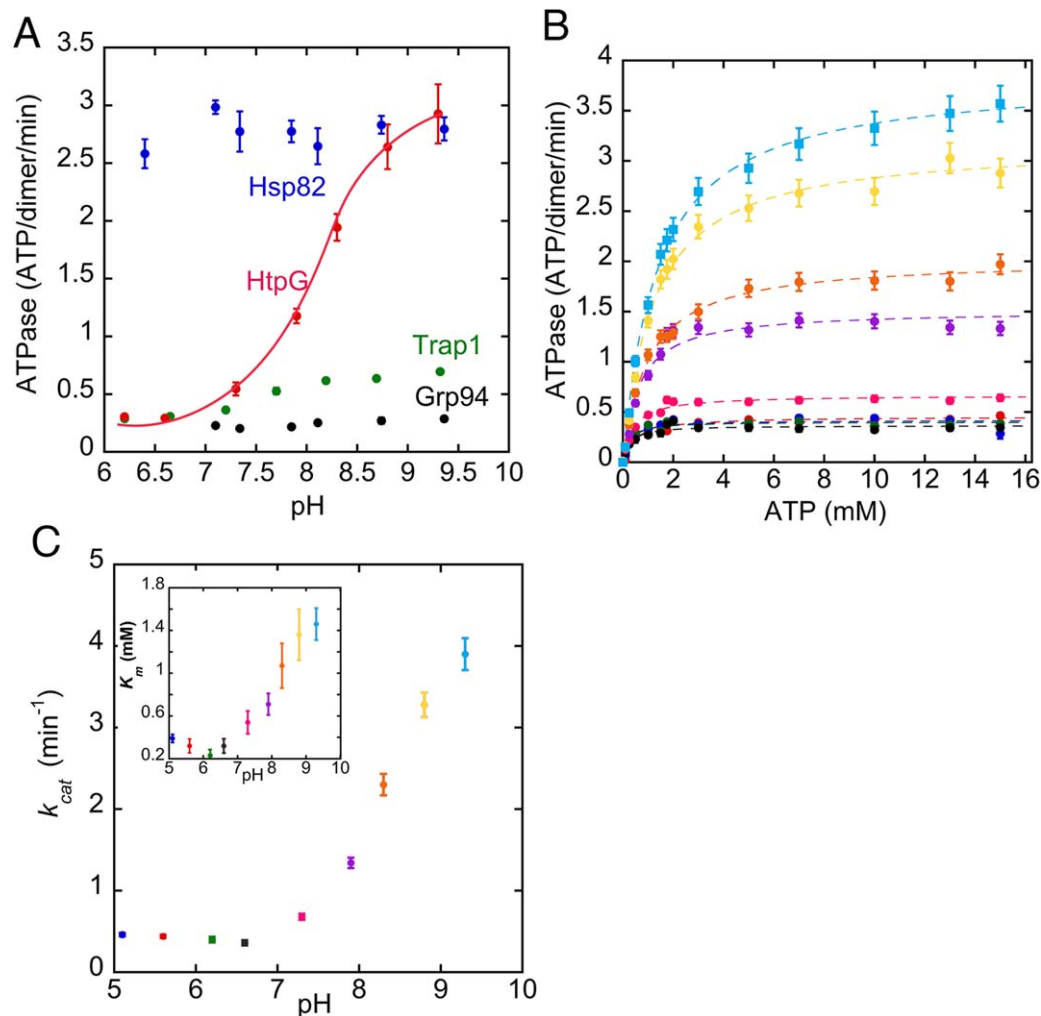 A
ATPase (ATP/dimer/min)
3.5
3
2.5
2
1.5
1
0.5
0
Hsp82
HtpG
Trap1
Grp94
6 6.5 7 7.5 8 8.5 9 9.5 10
pH
B
ATPase (ATP/dimer/min)
4
3.5
3
2.5
2
1.5
1
0.5
0
0 2 4 6 8 10 12 14 16
ATP (mM)
C
k_cat (min⁻¹)
5
4
3
2
1
0
5 6 7 8 9 10
pH
K_m (mM)
1.8
1.4
1
0.6
0.2
5 6 7 8 9 10
pH